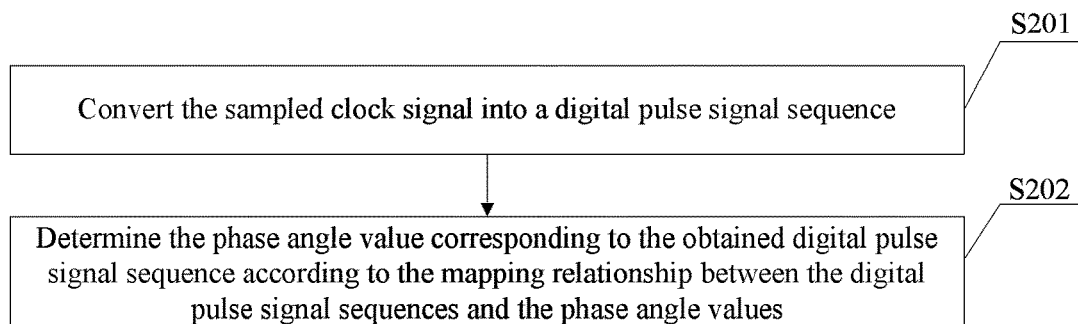 S201
Convert the sampled clock signal into a digital pulse signal sequence
S202
Determine the phase angle value corresponding to the obtained digital pulse
signal sequence according to the mapping relationship between the digital
pulse signal sequences and the phase angle values